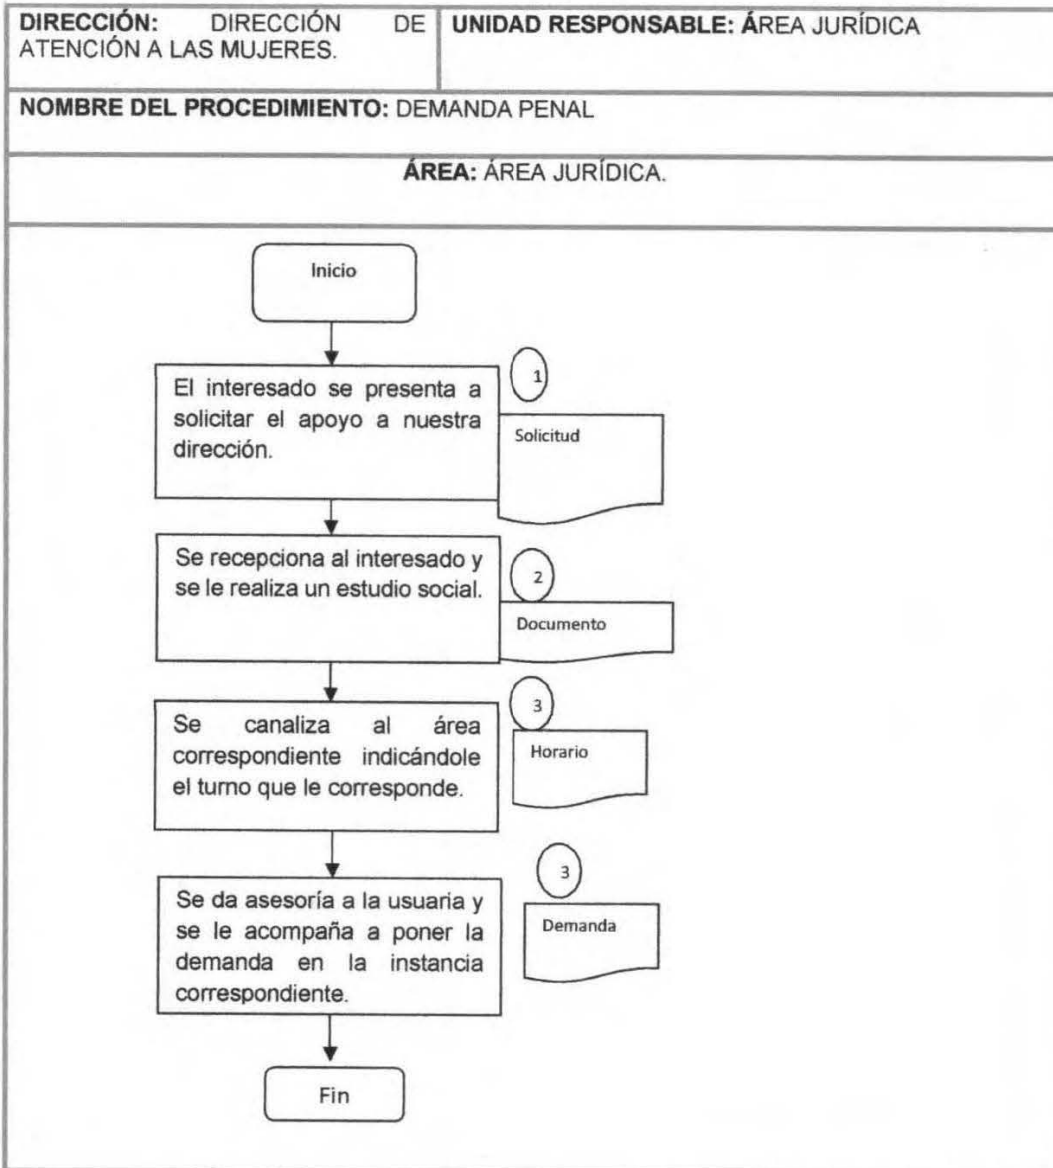 DIRECCIÓN: DIRECCIÓN DE
ATENCIÓN A LAS MUJERES.
UNIDAD RESPONSABLE: ÁREA JURÍDICA
NOMBRE DEL PROCEDIMIENTO: DEMANDA PENAL
ÁREA: ÁREA JURÍDICA.
Inicio
El interesado se presenta a
solicitar el apoyo a nuestra
dirección.
1
Solicitud
Se recepciona al interesado y
se le realiza un estudio social.
2
Documento
Se canaliza al área
correspondiente indicándole
el turno que le corresponde.
3
Horario
Se da asesoría a la usuaria y
se le acompaña a poner la
demanda en la instancia
correspondiente.
3
Demanda
Fin